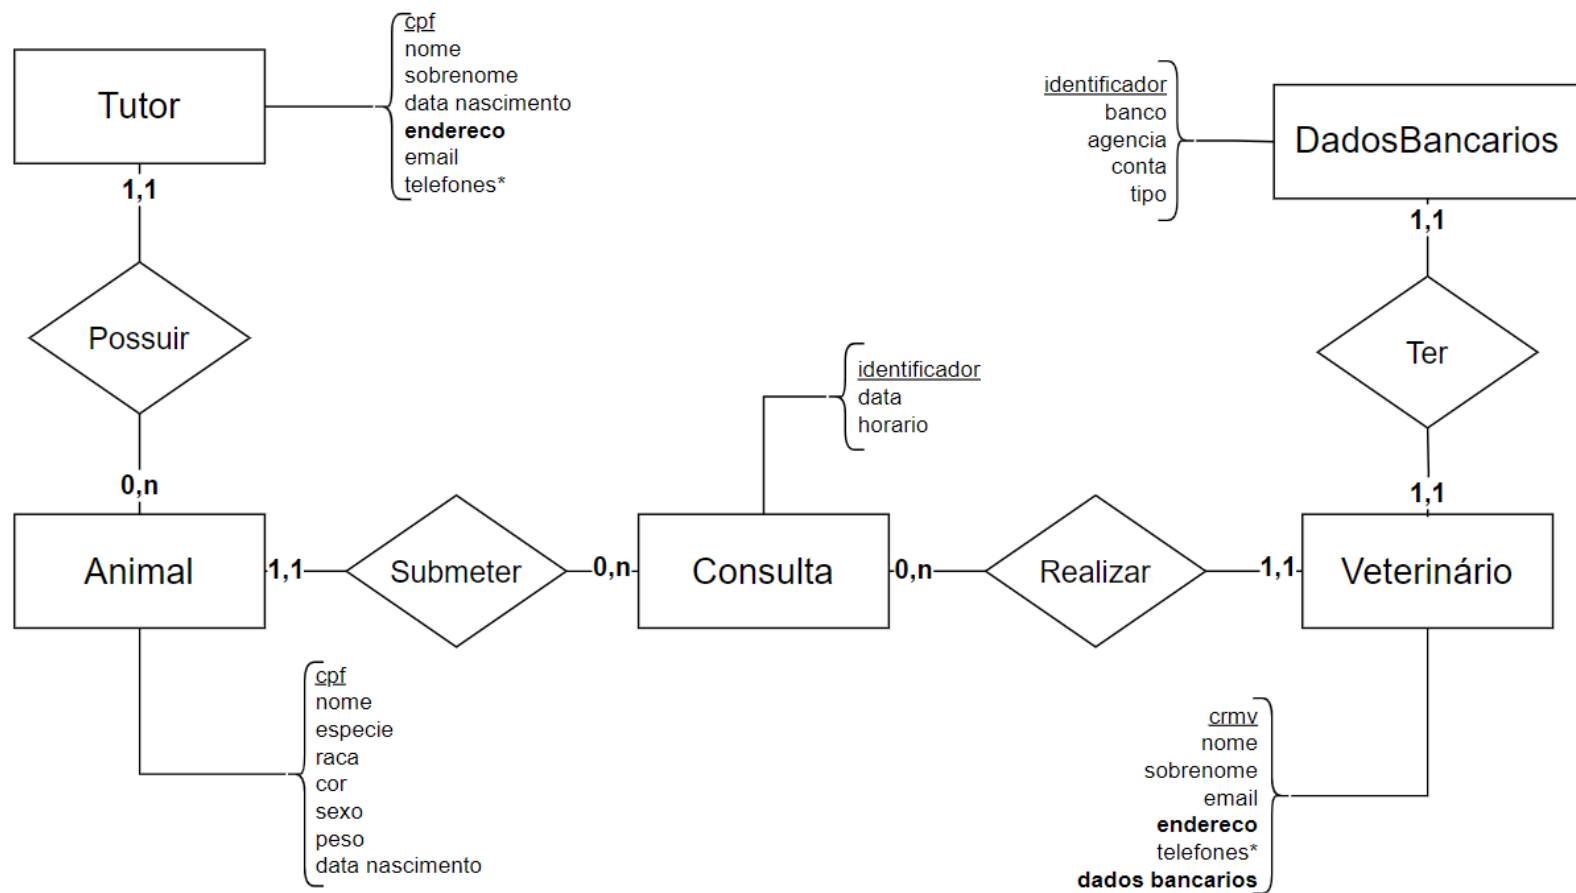 Tutor
cpf
nome
sobrenome
data nascimento
endereco
email
telefones*
identificador
banco
agencia
conta
tipo
DadosBancarios
1,1
1,1
Possuir
Ter
identificador
data
horario
0,n
1,1
Animal
1,1
Submeter
0,n
Consulta
0,n
Realizar
1,1
Veterinário
cpf
nome
especie
raca
cor
sexo
peso
data nascimento
crmv
nome
sobrenome
email
endereco
telefones*
dados bancarios